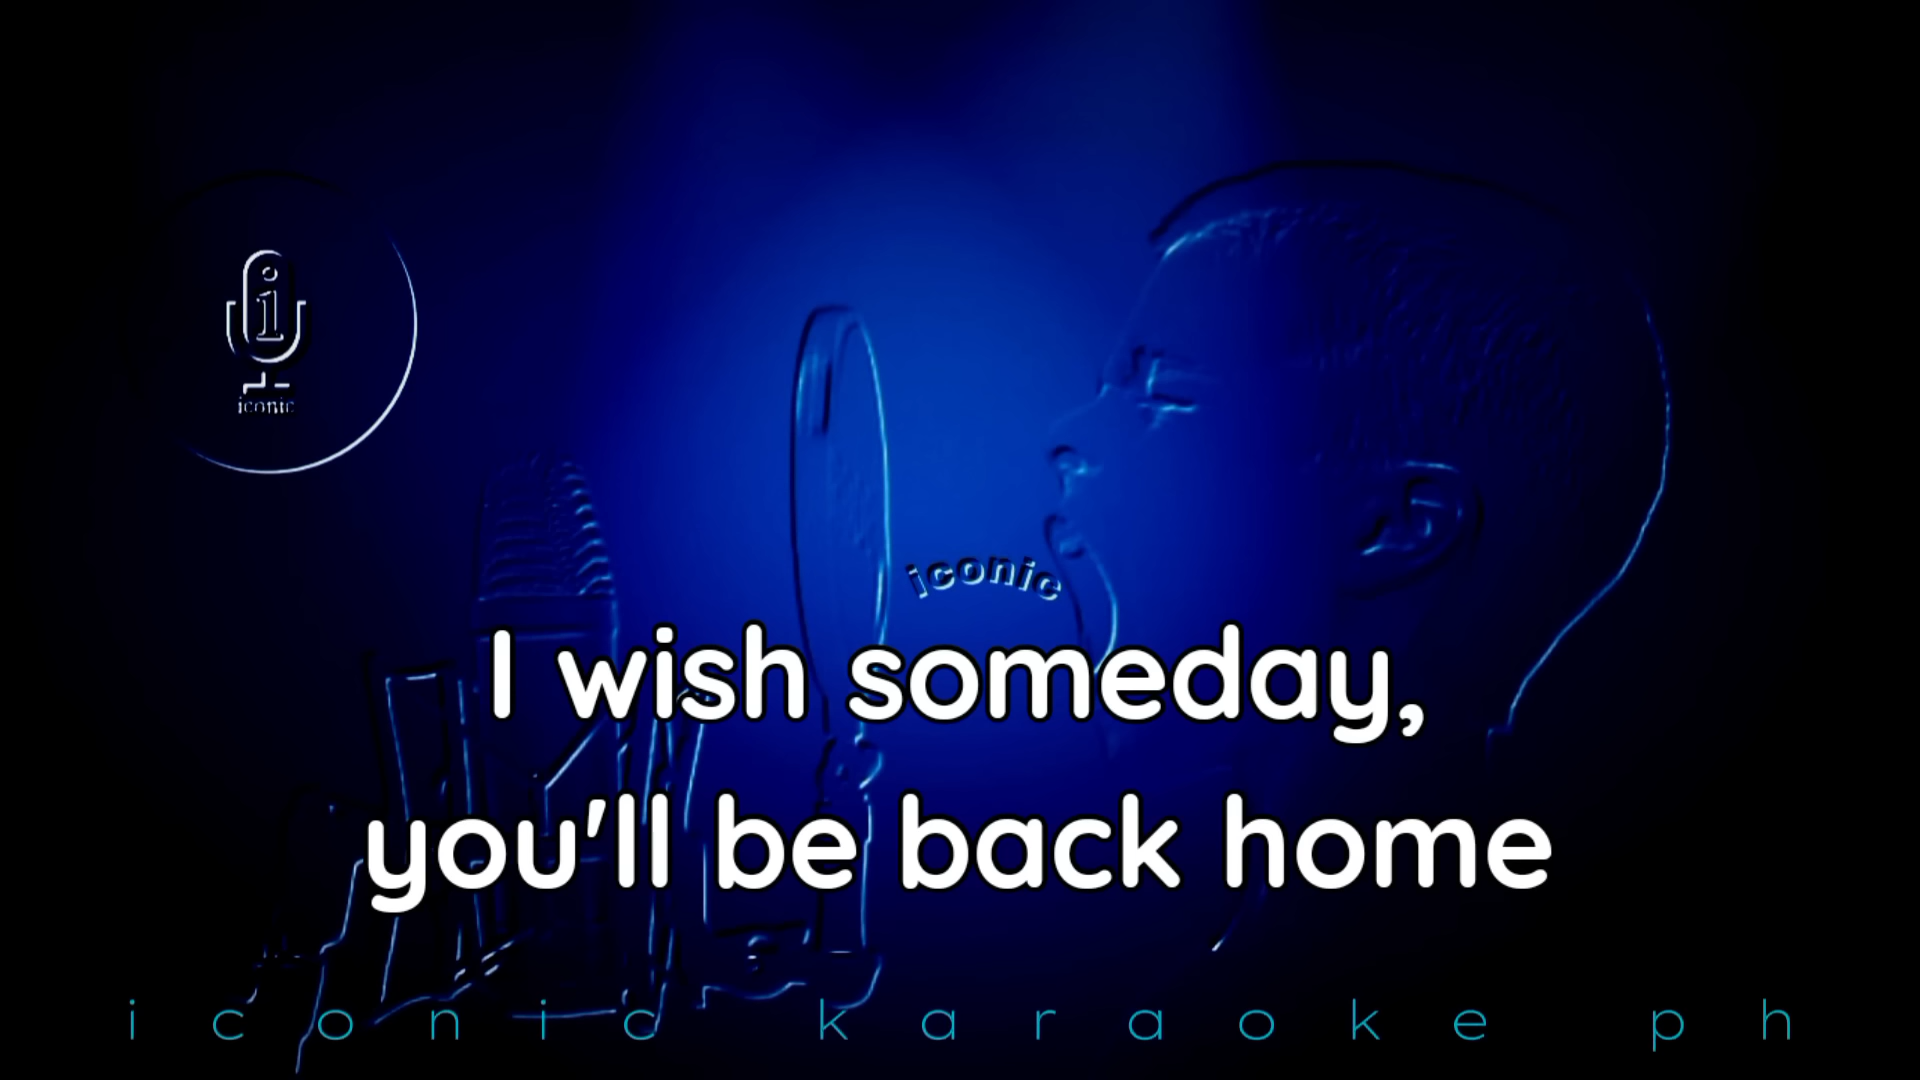 i
iconic
iconic
I wish someday,
you'll be back home
iconic karaoke ph